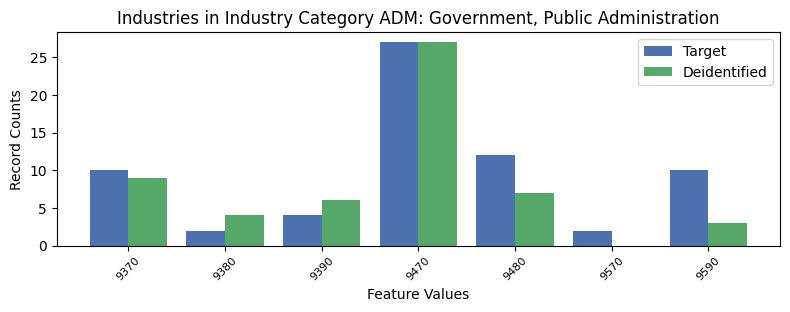 Industries in Industry Category ADM: Government, Public Administration
Target
Deidentified
Record Counts
25
20
15
10
5
0
9370
9380
9390
9470
9480
9570
9590
Feature Values